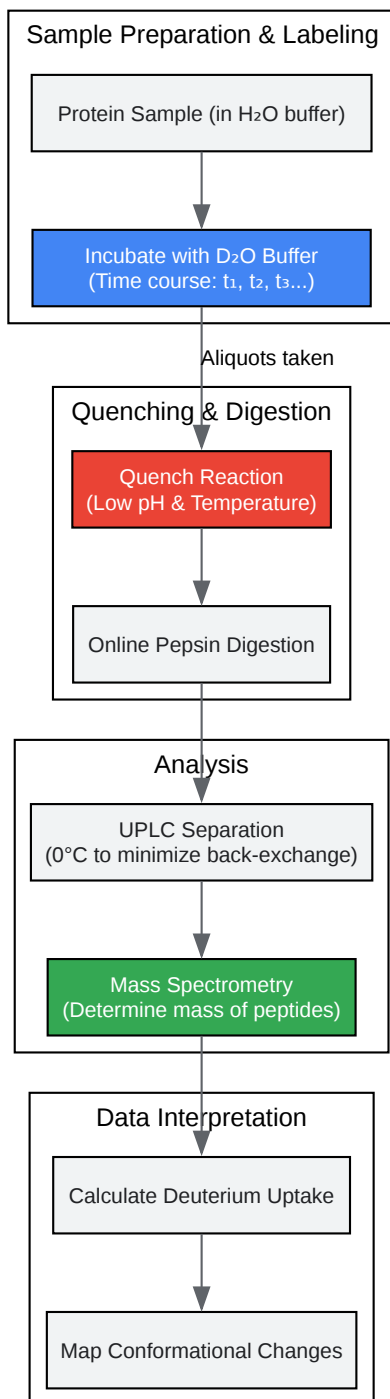 Sample Preparation & Labeling
Protein Sample (in H₂O buffer)
Incubate with D₂O Buffer
(Time course: t₁, t₂, t₃...)
Aliquots taken
Quenching & Digestion
Quench Reaction
(Low pH & Temperature)
Online Pepsin Digestion
Analysis
UPLC Separation
(0°C to minimize back-exchange)
Mass Spectrometry
(Determine mass of peptides)
Data Interpretation
Calculate Deuterium Uptake
Map Conformational Changes